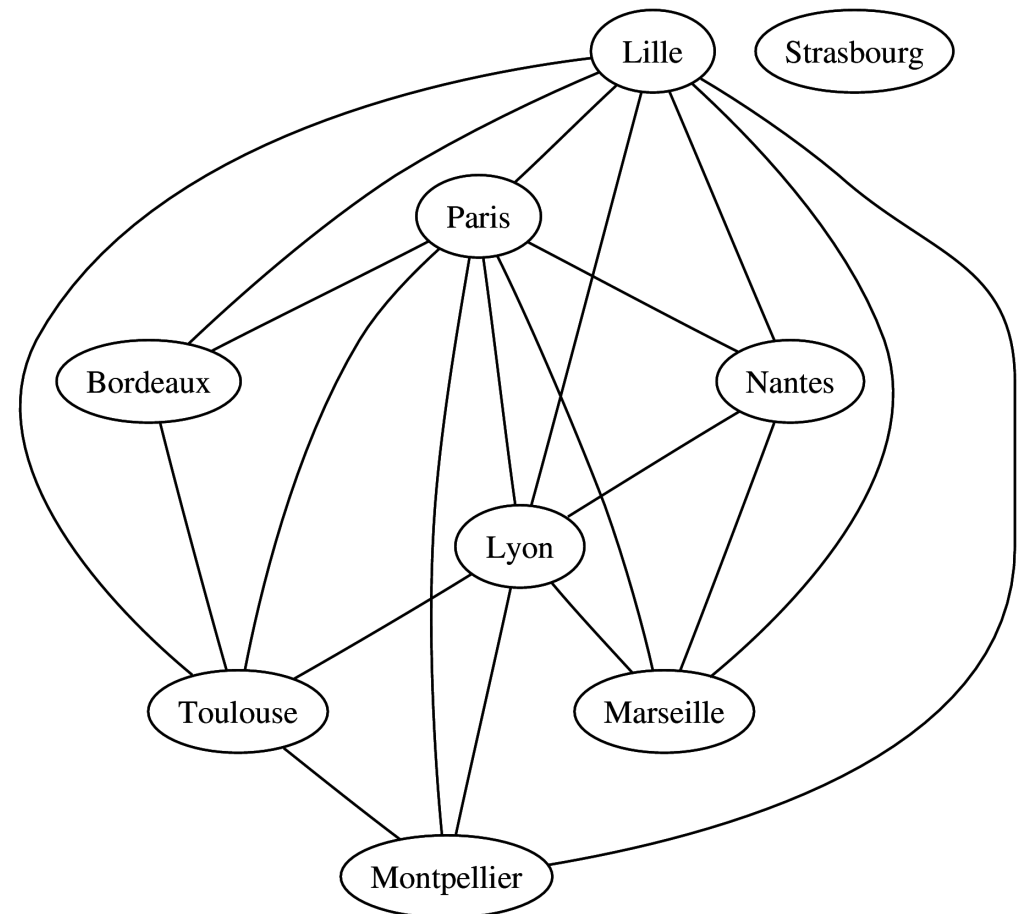 Lille
Strasbourg
Paris
Bordeaux
Nantes
Lyon
Toulouse
Marseille
Montpellier